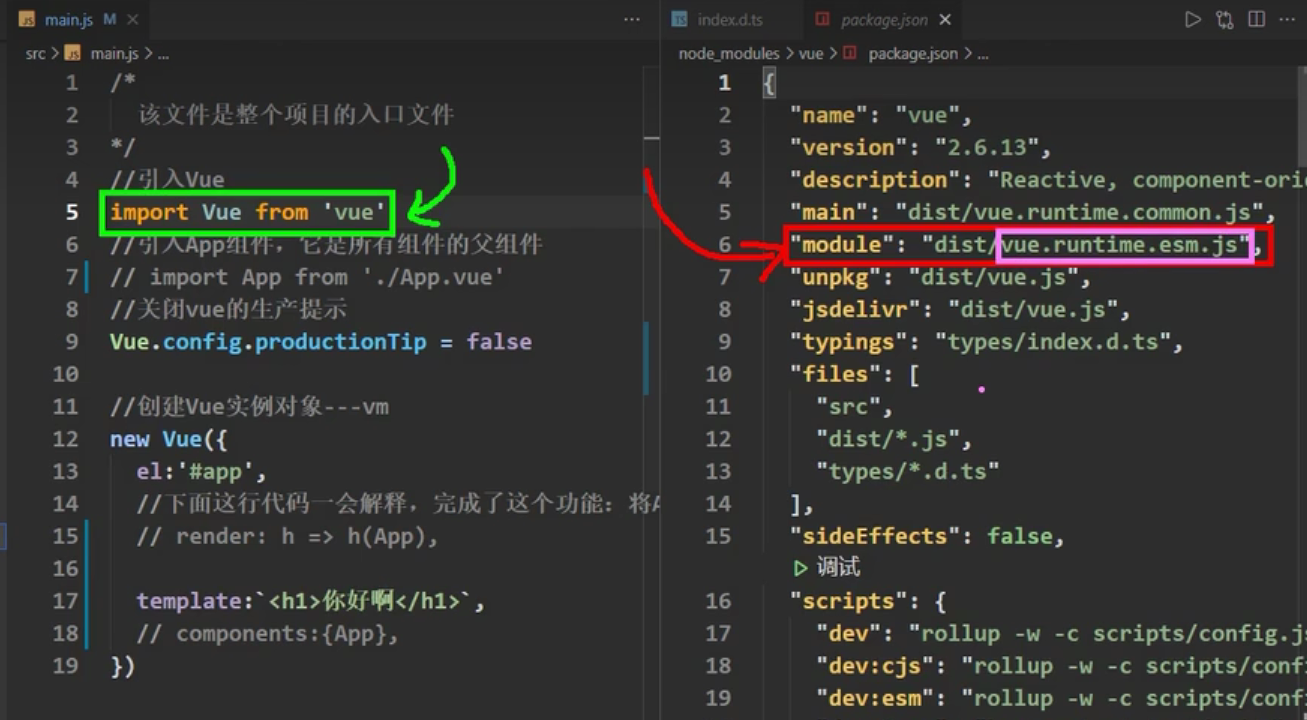 main.js M
src > main.js > ...
1 /*
2 该文件是整个项目的入口文件
3 */
4 //引入Vue
5 import Vue from 'vue'
6 //引入App组件，它是所有组件的父组件
7 // import App from './App.vue'
8 //关闭vue的生产提示
9 Vue.config.productionTip = false
10
11 //创建Vue实例对象---vm
12 new Vue({
13 el:'#app',
14 //下面这行代码一会解释，完成了这个功能：将A
15 // render: h => h(App),
16
17 template:`<h1>你好啊</h1>`,
18 // components:{App},
19 })
TS index.d.ts
package.json
node_modules > vue > package.json > ...
1 {
2 "name": "vue",
3 "version": "2.6.13",
4 "description": "Reactive, component-orie
5 "main": "dist/vue.runtime.common.js",
6 "module": "dist/vue.runtime.esm.js",
7 "unpkg": "dist/vue.js",
8 "jsdelivr": "dist/vue.js",
9 "typings": "types/index.d.ts",
10 "files": [
11 "src",
12 "dist/*.js",
13 "types/*.d.ts"
14 ],
15 "sideEffects": false,
调试
16 "scripts": {
17 "dev": "rollup -w -c scripts/config.js
18 "dev:cjs": "rollup -w -c scripts/conf
19 "dev:esm": "rollup -w -c scripts/conf